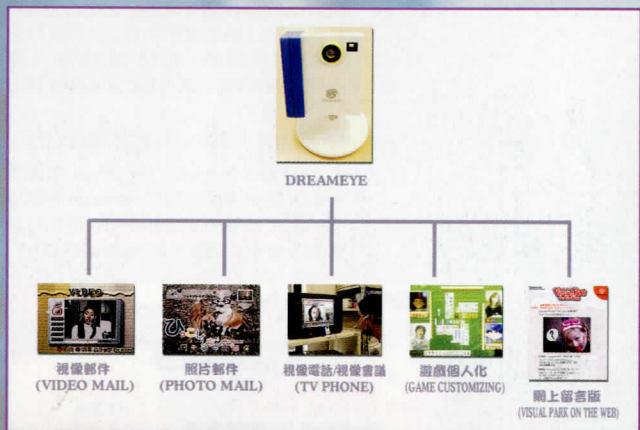 DREAMEYE
VIDEO
視像郵件
(VIDEO MAIL)
照片郵件
(PHOTO MAIL)
視像電話/視像會議
(TV PHONE)
遊戲個人化
(GAME CUSTOMIZING)
網上留言版
(VISUAL PARK ON THE WEB)